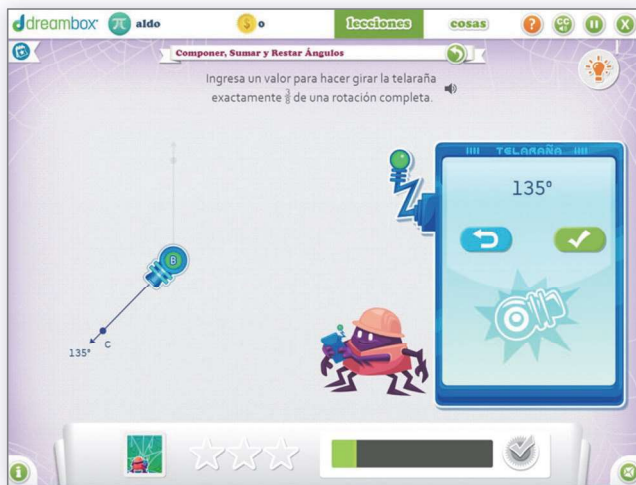 dreambox
π
aldo
$ 0
lecciones
cosas
?
CC
X
Componer, Sumar y Restar Ángulos
Ingresa un valor para hacer girar la telaraña
exactamente 3/8 de una rotación completa.
TELARAÑA
135°
B
C
135°
i